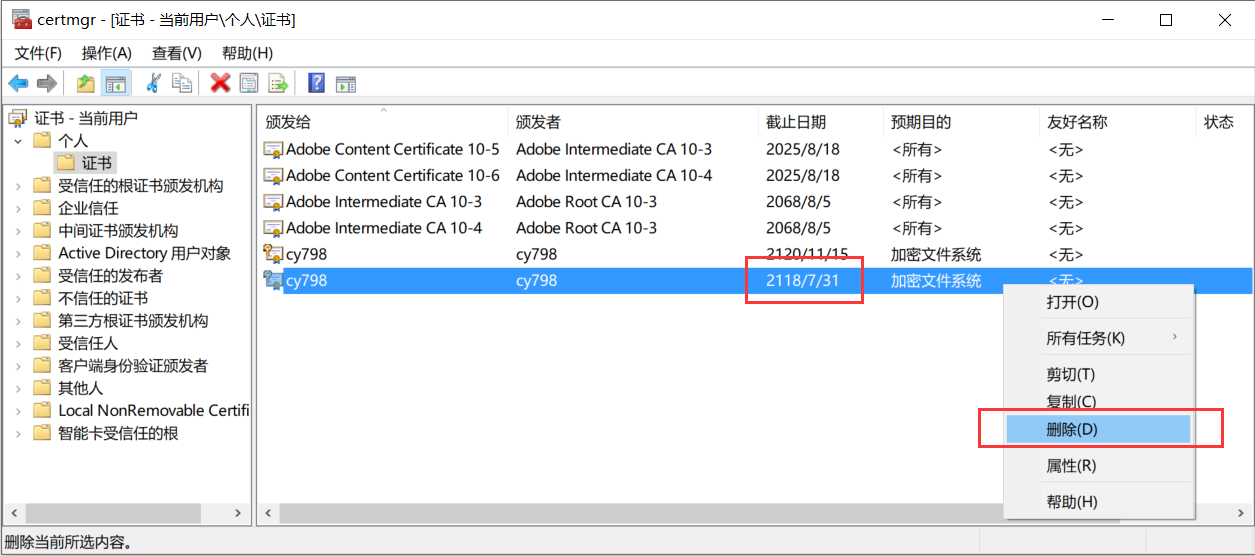 certmgr - [证书 - 当前用户\个人\证书]
文件(F) 操作(A) 查看(V) 帮助(H)
证书 - 当前用户
个人
证书
受信任的根证书颁发机构
企业信任
中间证书颁发机构
Active Directory 用户对象
受信任的发布者
不信任的证书
第三方根证书颁发机构
受信任人
客户端身份验证颁发者
其他人
Local NonRemovable Certifi
智能卡受信任的根
颁发给 颁发者 截止日期 预期目的 友好名称 状态
Adobe Content Certificate 10-5 Adobe Intermediate CA 10-3 2025/8/18 <所有> <无>
Adobe Content Certificate 10-6 Adobe Intermediate CA 10-4 2025/8/18 <所有> <无>
Adobe Intermediate CA 10-3 Adobe Root CA 10-3 2068/8/5 <所有> <无>
Adobe Intermediate CA 10-4 Adobe Root CA 10-3 2068/8/5 <所有> <无>
cy798 cy798 2120/11/15 加密文件系统 <无>
cy798 cy798 2118/7/31 加密文件系统 <无>
打开(O)
所有任务(K)
剪切(T)
复制(C)
删除(D)
属性(R)
帮助(H)
删除当前所选内容。